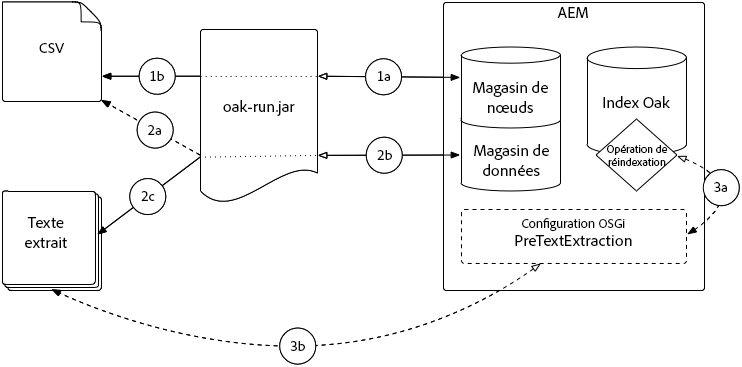 AEM
CSV
1b
1a
Magasin de
nœuds
Index Oak
oak-run.jar
2a
2b
Magasin de
données
Opération de
réindexation
3a
2c
Texte
extrait
Configuration OSGi
PreTextExtraction
3b